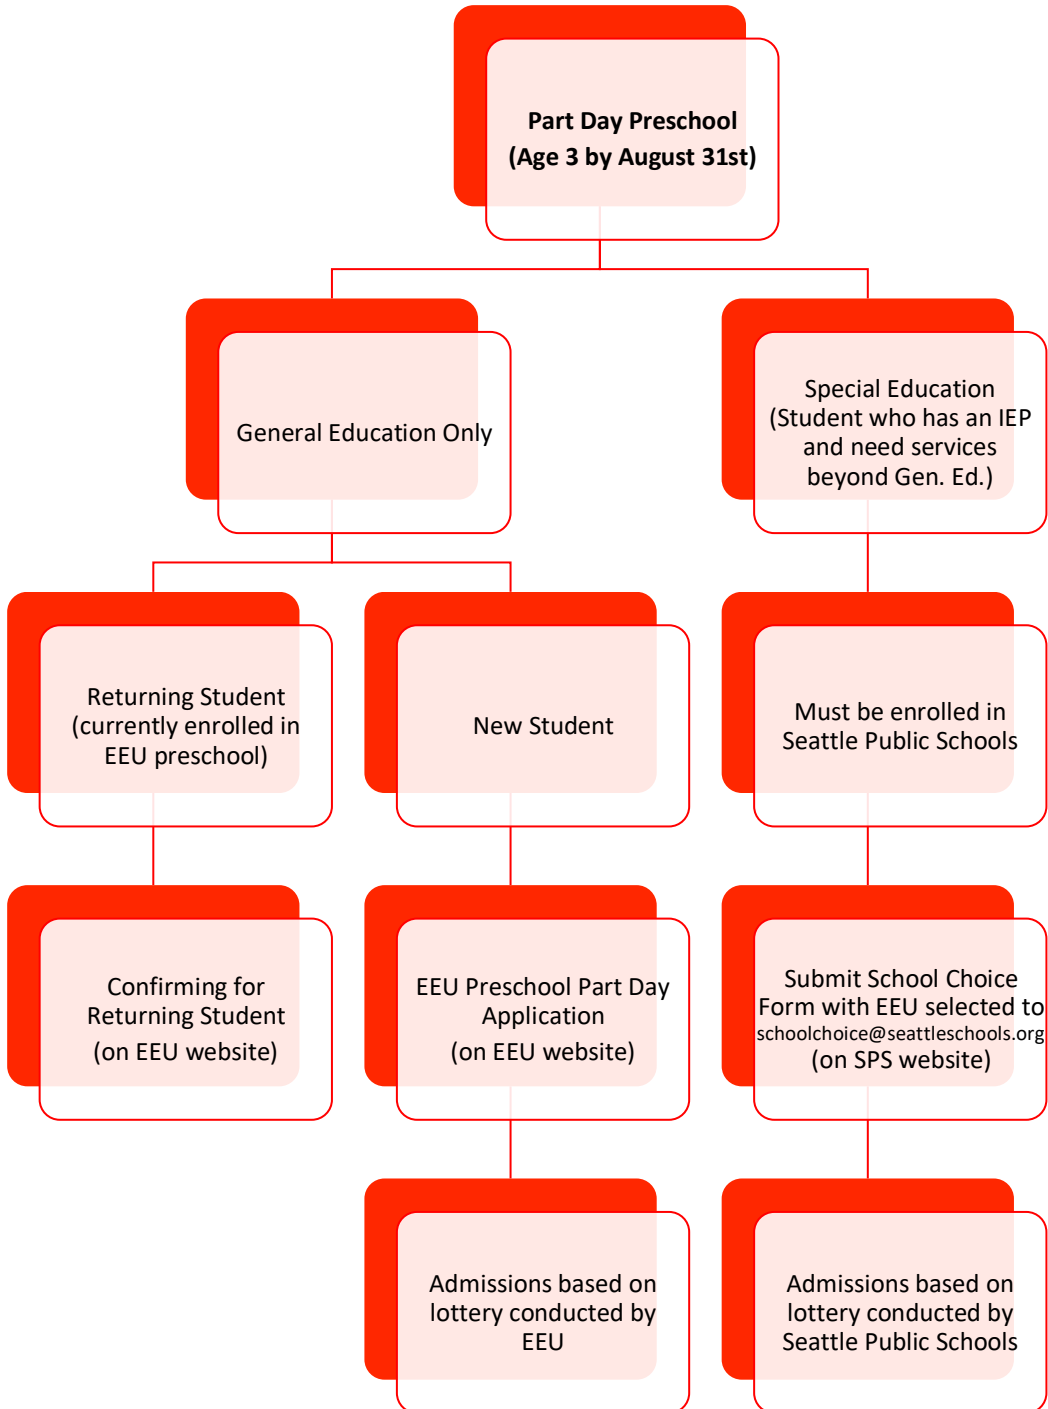 Part Day Preschool
(Age 3 by August 31st)
General Education Only
Special Education
(Student who has an IEP
and need services
beyond Gen. Ed.)
Returning Student
(currently enrolled in
EEU preschool)
New Student
Must be enrolled in
Seattle Public Schools
Confirming for
Returning Student
(on EEU website)
EEU Preschool Part Day
Application
(on EEU website)
Submit School Choice
Form with EEU selected to
schoolchoice@seattleschools.org
(on SPS website)
Admissions based on
lottery conducted by
EEU
Admissions based on
lottery conducted by
Seattle Public Schools